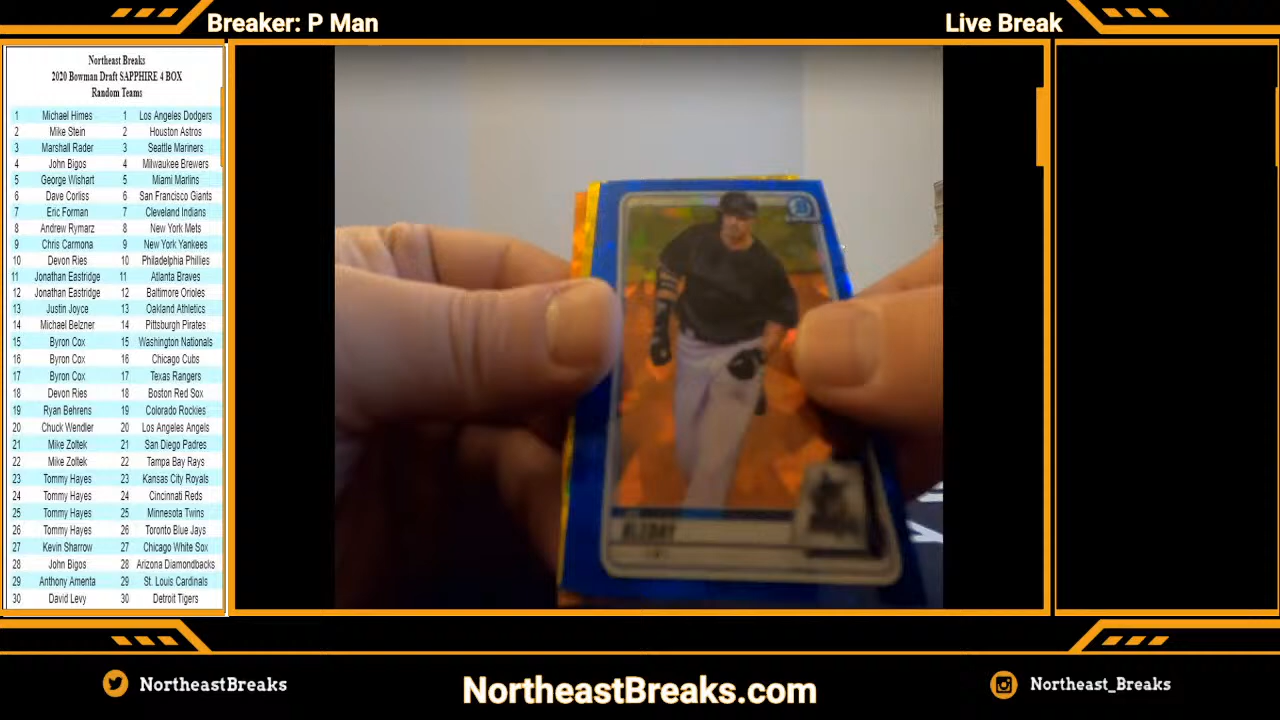 Breaker: P Man
Live Break
Northeast Breaks
2020 Bowman Draft SAPPHIRE 4 BOX
Random Teams
1 Michael Himes 1 Los Angeles Dodgers
2 Mike Stein 2 Houston Astros
3 Marshall Rader 3 Seattle Mariners
4 John Bigos 4 Milwaukee Brewers
5 George Wishart 5 Miami Marlins
6 Dave Corliss 6 San Francisco Giants
7 Eric Forman 7 Cleveland Indians
8 Andrew Rymarz 8 New York Mets
9 Chris Carmona 9 New York Yankees
10 Devon Ries 10 Philadelphia Phillies
11 Jonathan Eastridge 11 Atlanta Braves
12 Jonathan Eastridge 12 Baltimore Orioles
13 Justin Joyce 13 Oakland Athletics
14 Michael Belzner 14 Pittsburgh Pirates
15 Byron Cox 15 Washington Nationals
16 Byron Cox 16 Chicago Cubs
17 Byron Cox 17 Texas Rangers
18 Devon Ries 18 Boston Red Sox
19 Ryan Behrens 19 Colorado Rockies
20 Chuck Wendler 20 Los Angeles Angels
21 Mike Zoltek 21 San Diego Padres
22 Mike Zoltek 22 Tampa Bay Rays
23 Tommy Hayes 23 Kansas City Royals
24 Tommy Hayes 24 Cincinnati Reds
25 Tommy Hayes 25 Minnesota Twins
26 Tommy Hayes 26 Toronto Blue Jays
27 Kevin Sharrow 27 Chicago White Sox
28 John Bigos 28 Arizona Diamondbacks
29 Anthony Amenta 29 St. Louis Cardinals
30 David Levy 30 Detroit Tigers
BLEDAY
NortheastBreaks
NortheastBreaks.com
Northeast_Breaks